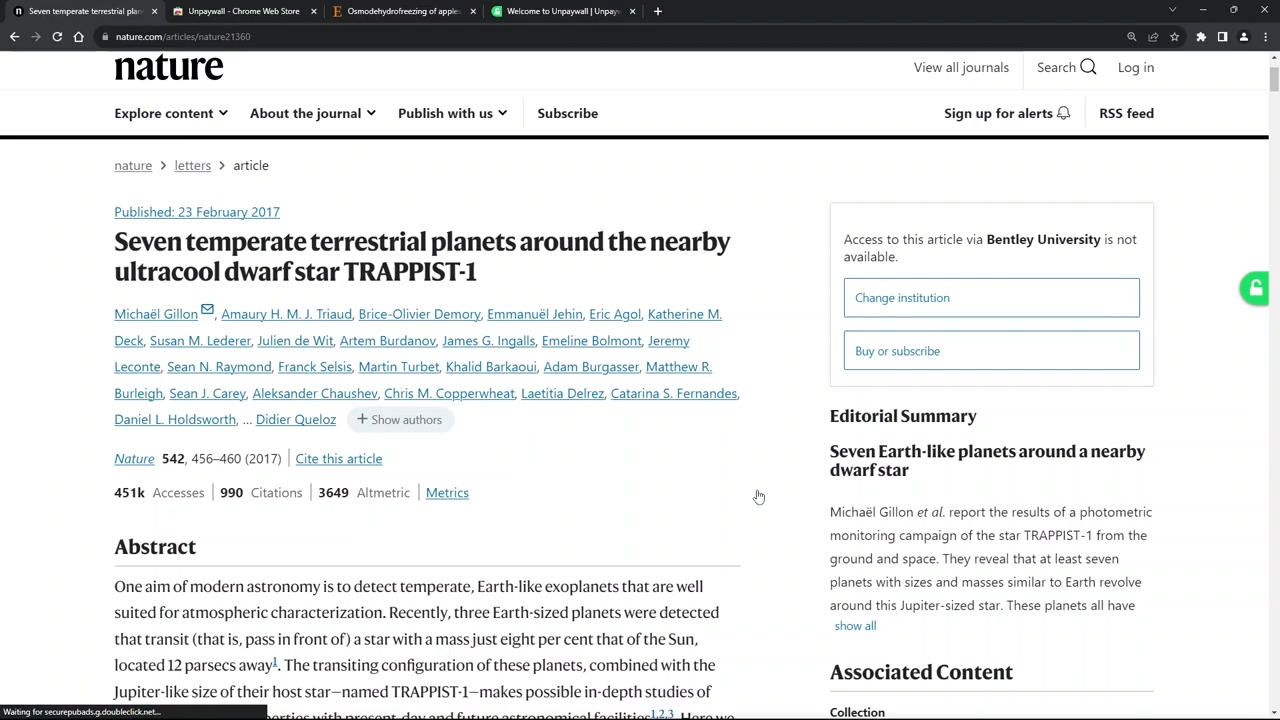 Seven temperate terrestrial plan
Unpaywall - Chrome Web Store
Osmodehydrofreezing of apples
Welcome to Unpaywall | Unpay
nature.com/articles/nature21360
nature
View all journals
Search
Log in
Explore content
About the journal
Publish with us
Subscribe
Sign up for alerts
RSS feed
nature > letters > article
Published: 23 February 2017
Seven temperate terrestrial planets around the nearby
ultracool dwarf star TRAPPIST-1
Michaël Gillon, Amaury H. M. J. Triaud, Brice-Olivier Demory, Emmanuël Jehin, Eric Agol, Katherine M.
Deck, Susan M. Lederer, Julien de Wit, Artem Burdanov, James G. Ingalls, Emeline Bolmont, Jeremy
Leconte, Sean N. Raymond, Franck Selsis, Martin Turbet, Khalid Barkaoui, Adam Burgasser, Matthew R.
Burleigh, Sean J. Carey, Aleksander Chaushev, Chris M. Copperwheat, Laetitia Delrez, Catarina S. Fernandes,
Daniel L. Holdsworth, ... Didier Queloz + Show authors
Nature 542, 456–460 (2017) | Cite this article
451k Accesses | 990 Citations | 3649 Altmetric | Metrics
Abstract
One aim of modern astronomy is to detect temperate, Earth-like exoplanets that are well
suited for atmospheric characterization. Recently, three Earth-sized planets were detected
that transit (that is, pass in front of) a star with a mass just eight per cent that of the Sun,
located 12 parsecs away1. The transiting configuration of these planets, combined with the
Jupiter-like size of their host star—named TRAPPIST-1—makes possible in-depth studies of
erties with present-day and future astronomical facilities1,2,3. Here we
Access to this article via Bentley University is not
available.
Change institution
Buy or subscribe
Editorial Summary
Seven Earth-like planets around a nearby
dwarf star
Michaël Gillon et al. report the results of a photometric
monitoring campaign of the star TRAPPIST-1 from the
ground and space. They reveal that at least seven
planets with sizes and masses similar to Earth revolve
around this Jupiter-sized star. These planets all have
show all
Associated Content
Collection
Waiting for securepubads.g.doubleclick.net...